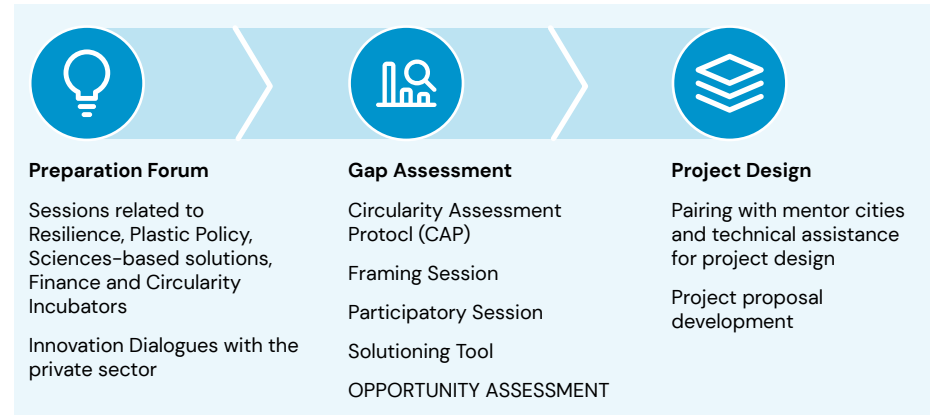 Preparation Forum
Sessions related to
Resilience, Plastic Policy,
Sciences-based solutions,
Finance and Circularity
Incubators
Innovation Dialogues with the
private sector
Gap Assessment
Circularity Assessment
Protocl (CAP)
Framing Session
Participatory Session
Solutioning Tool
OPPORTUNITY ASSESSMENT
Project Design
Pairing with mentor cities
and technical assistance
for project design
Project proposal
development